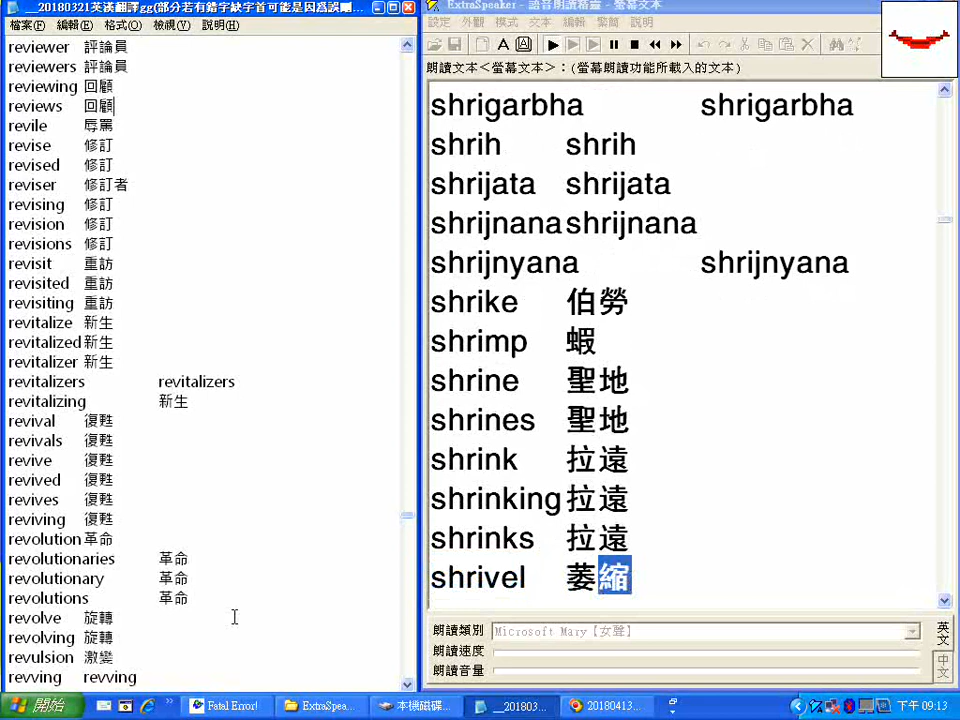 __20180321英漢翻譯gg(部分若有錯字缺字首可能是因為誤刪...
檔案(F) 編輯(E) 格式(O) 檢視(V) 說明(H)
reviewer 評論員
reviewers 評論員
reviewing 回顧
reviews 回顧
revile 辱罵
revise 修訂
revised 修訂
reviser 修訂者
revising 修訂
revision 修訂
revisions 修訂
revisit 重訪
revisited 重訪
revisiting 重訪
revitalize 新生
revitalized 新生
revitalizer 新生
revitalizers revitalizers
revitalizing 新生
revival 復甦
revivals 復甦
revive 復甦
revived 復甦
revives 復甦
reviving 復甦
revolution 革命
revolutionaries 革命
revolutionary 革命
revolutions 革命
revolve 旋轉
revolving 旋轉
revulsion 激變
revving revving
ExtraSpeaker - 語音朗讀精靈 - 螢幕文本
設定 外觀 模式 文本 編輯 繁簡 說明
朗讀文本<螢幕文本>：(螢幕朗讀功能所載入的文本)
shrigarbha shrigarbha
shrih shrih
shrijata shrijata
shrijnana shrijnana
shrijnyana shrijnyana
shrike 伯勞
shrimp 蝦
shrine 聖地
shrines 聖地
shrink 拉遠
shrinking 拉遠
shrinks 拉遠
shrivel 萎縮
朗讀類別 Microsoft Mary【女聲】
朗讀速度
朗讀音量
英文
中文
開始 Fatal Error! ExtraSpea... 本機磁碟... __201803... 20180413... 下午 09:13